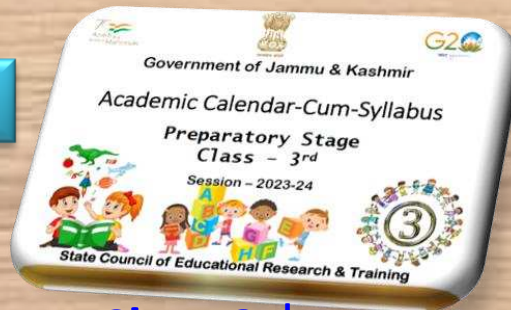 G20
Government of Jammu & Kashmir
Academic Calendar-Cum-Syllabus
Preparatory Stage
Class – 3rd
Session – 2023-24
A
B
C
D
E
F
H
3
State Council of Educational Research & Training